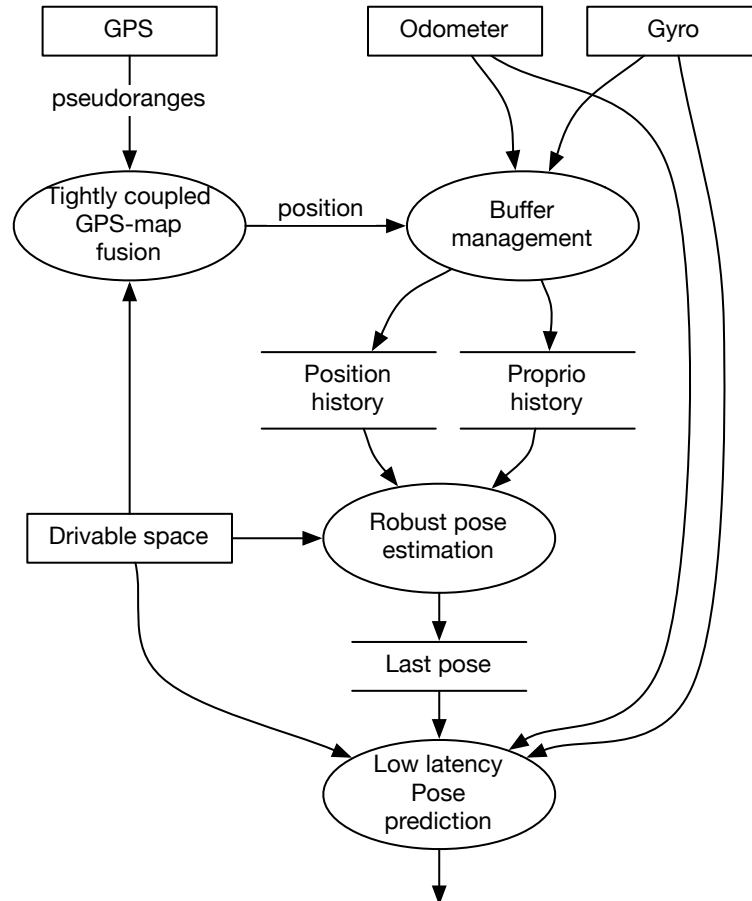 GPS
Odometer
Gyro
pseudoranges
Tightly coupled
GPS-map
fusion
position
Buffer
management
Position
history
Proprio
history
Drivable space
Robust pose
estimation
Last pose
Low latency
Pose
prediction